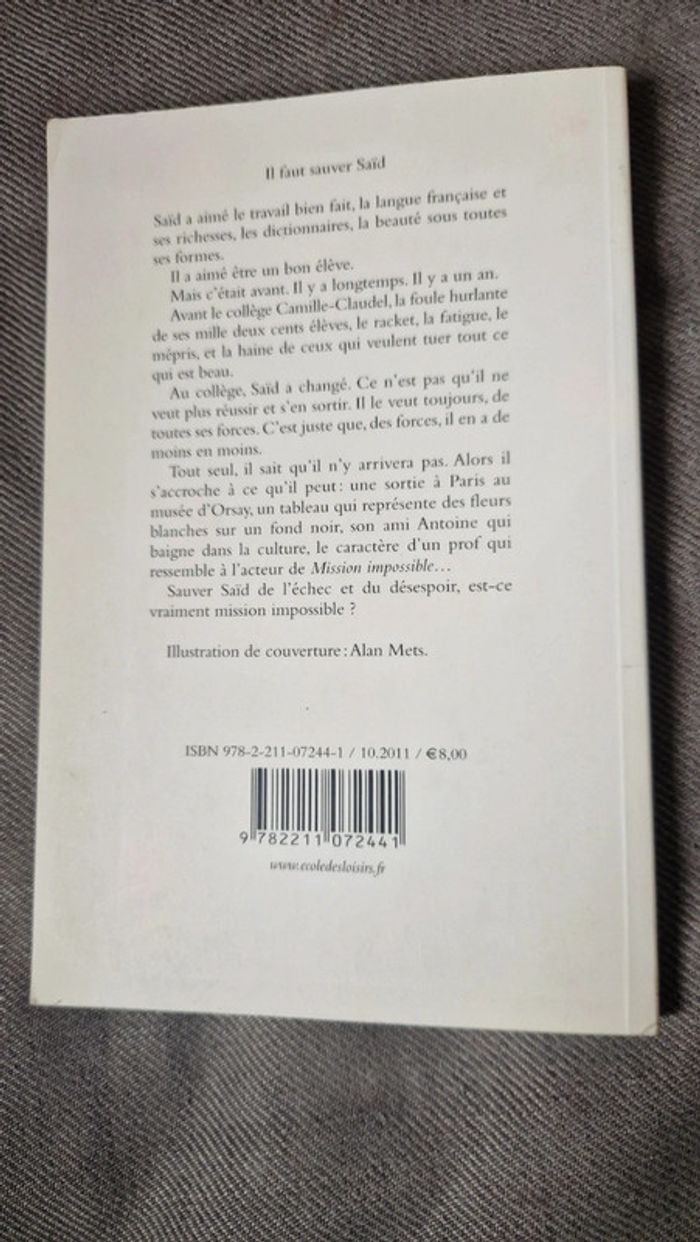 Il faut sauver Saïd
Saïd a aimé le travail bien fait, la langue française et
ses richesses, les dictionnaires, la beauté sous toutes
ses formes.
Il a aimé être un bon élève.
Mais c'était avant. Il y a longtemps. Il y a un an.
Avant le collège Camille-Claudel, la foule hurlante
de ses mille deux cents élèves, le racket, la fatigue, le
mépris, et la haine de ceux qui veulent tuer tout ce
qui est beau.
Au collège, Saïd a changé. Ce n'est pas qu'il ne
veut plus réussir et s'en sortir. Il le veut toujours, de
toutes ses forces. C'est juste que, des forces, il en a de
moins en moins.
Tout seul, il sait qu'il n'y arrivera pas. Alors il
s'accroche à ce qu'il peut : une sortie à Paris au
musée d'Orsay, un tableau qui représente des fleurs
blanches sur un fond noir, son ami Antoine qui
baigne dans la culture, le caractère d'un prof qui
ressemble à l'acteur de Mission impossible...
Sauver Saïd de l'échec et du désespoir, est-ce
vraiment mission impossible ?
Illustration de couverture : Alan Mets.
ISBN 978-2-211-07244-1 / 10.2011 / €8,00
9 782211 072441
www.ecoledesloisirs.fr